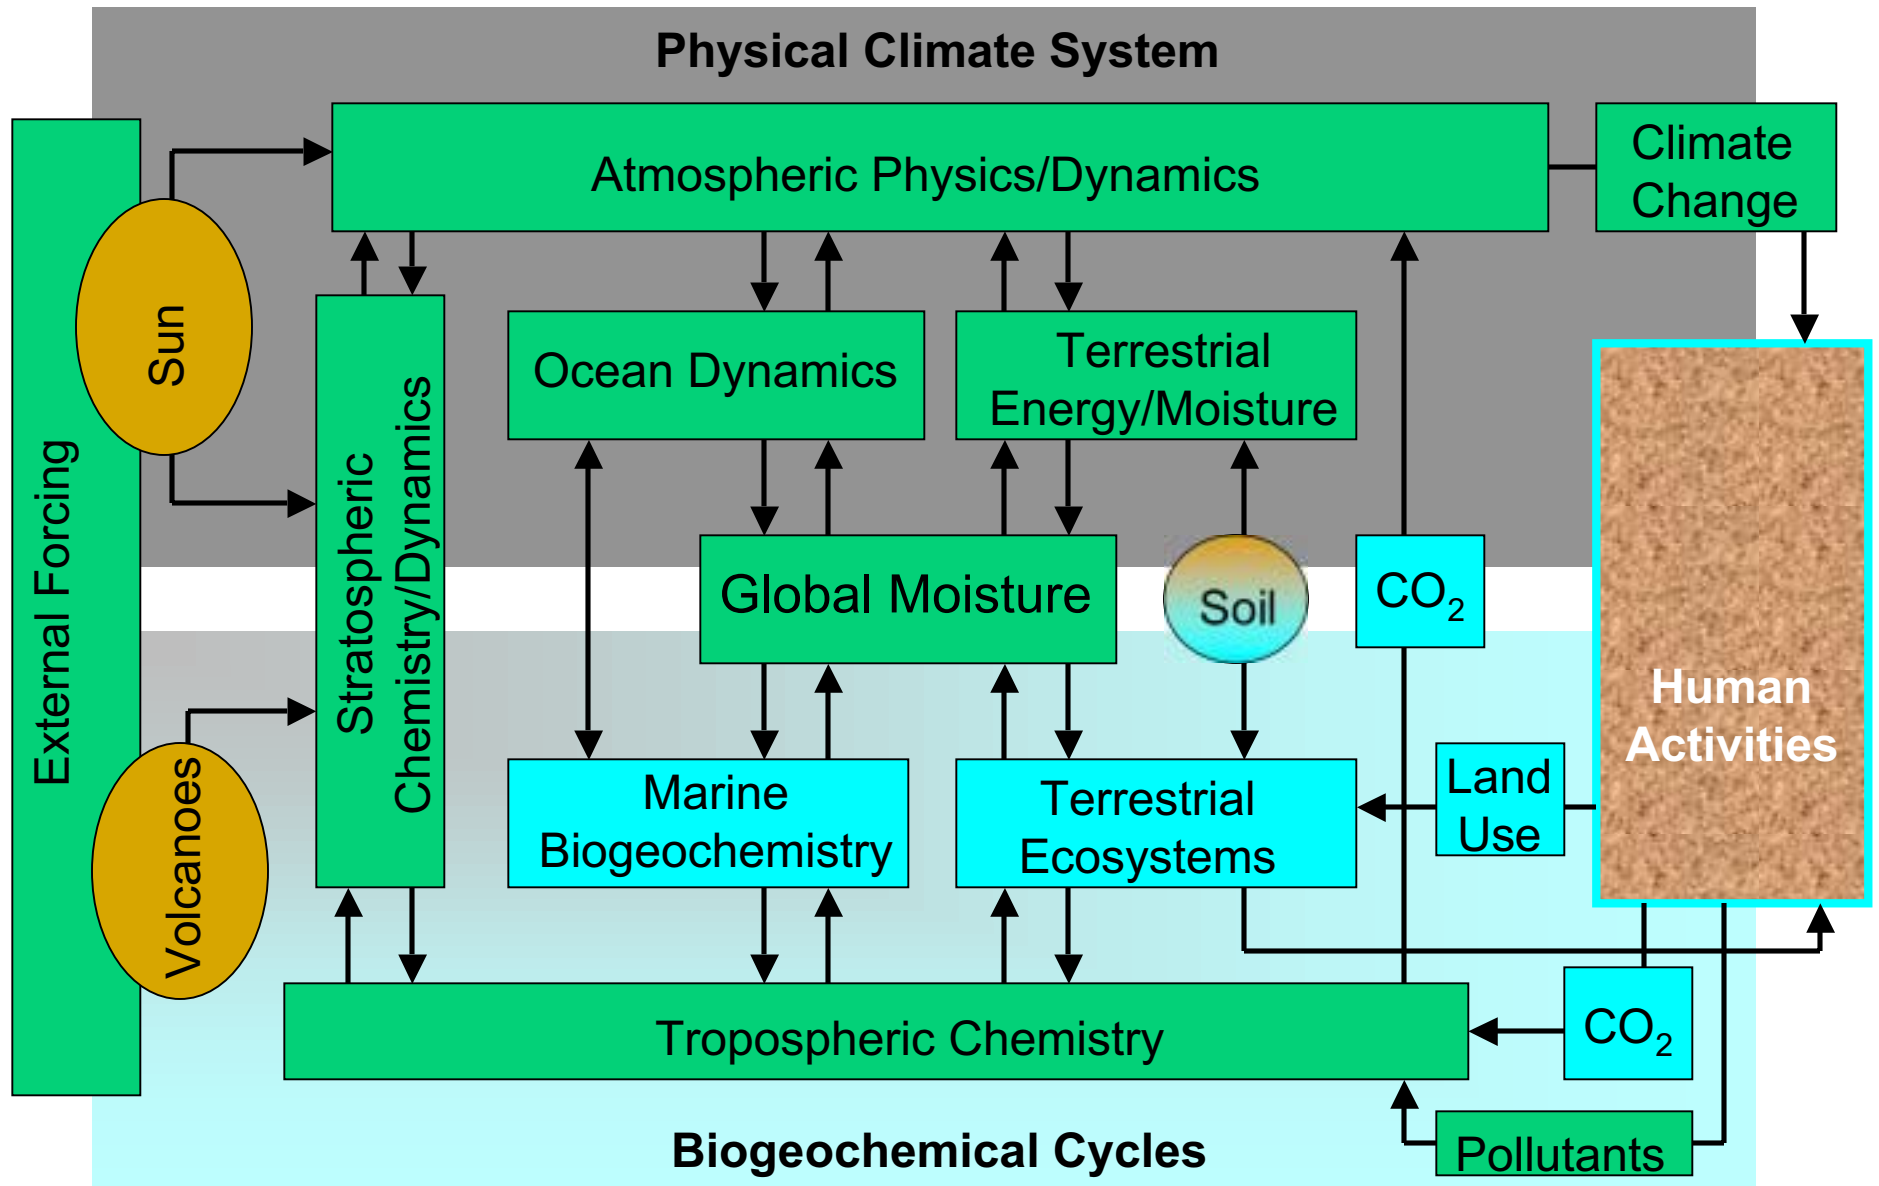 Physical Climate System
Atmospheric Physics/Dynamics
Climate
Change
External Forcing
Sun
Stratospheric
Chemistry/Dynamics
Ocean Dynamics
Terrestrial
Energy/Moisture
Global Moisture
Soil
CO₂
Human
Activities
Volcanoes
Marine
Biogeochemistry
Terrestrial
Ecosystems
Land
Use
Tropospheric Chemistry
CO₂
Pollutants
Biogeochemical Cycles